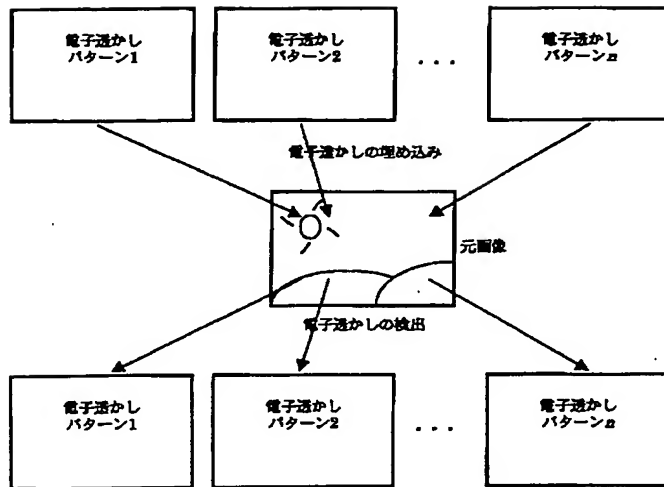 電子透かし
パターン1
電子透かし
パターン2
・・・
電子透かし
パターンn
電子透かしの埋め込み
元画像
電子透かしの検出
電子透かし
パターン1
電子透かし
パターン2
・・・
電子透かし
パターンn